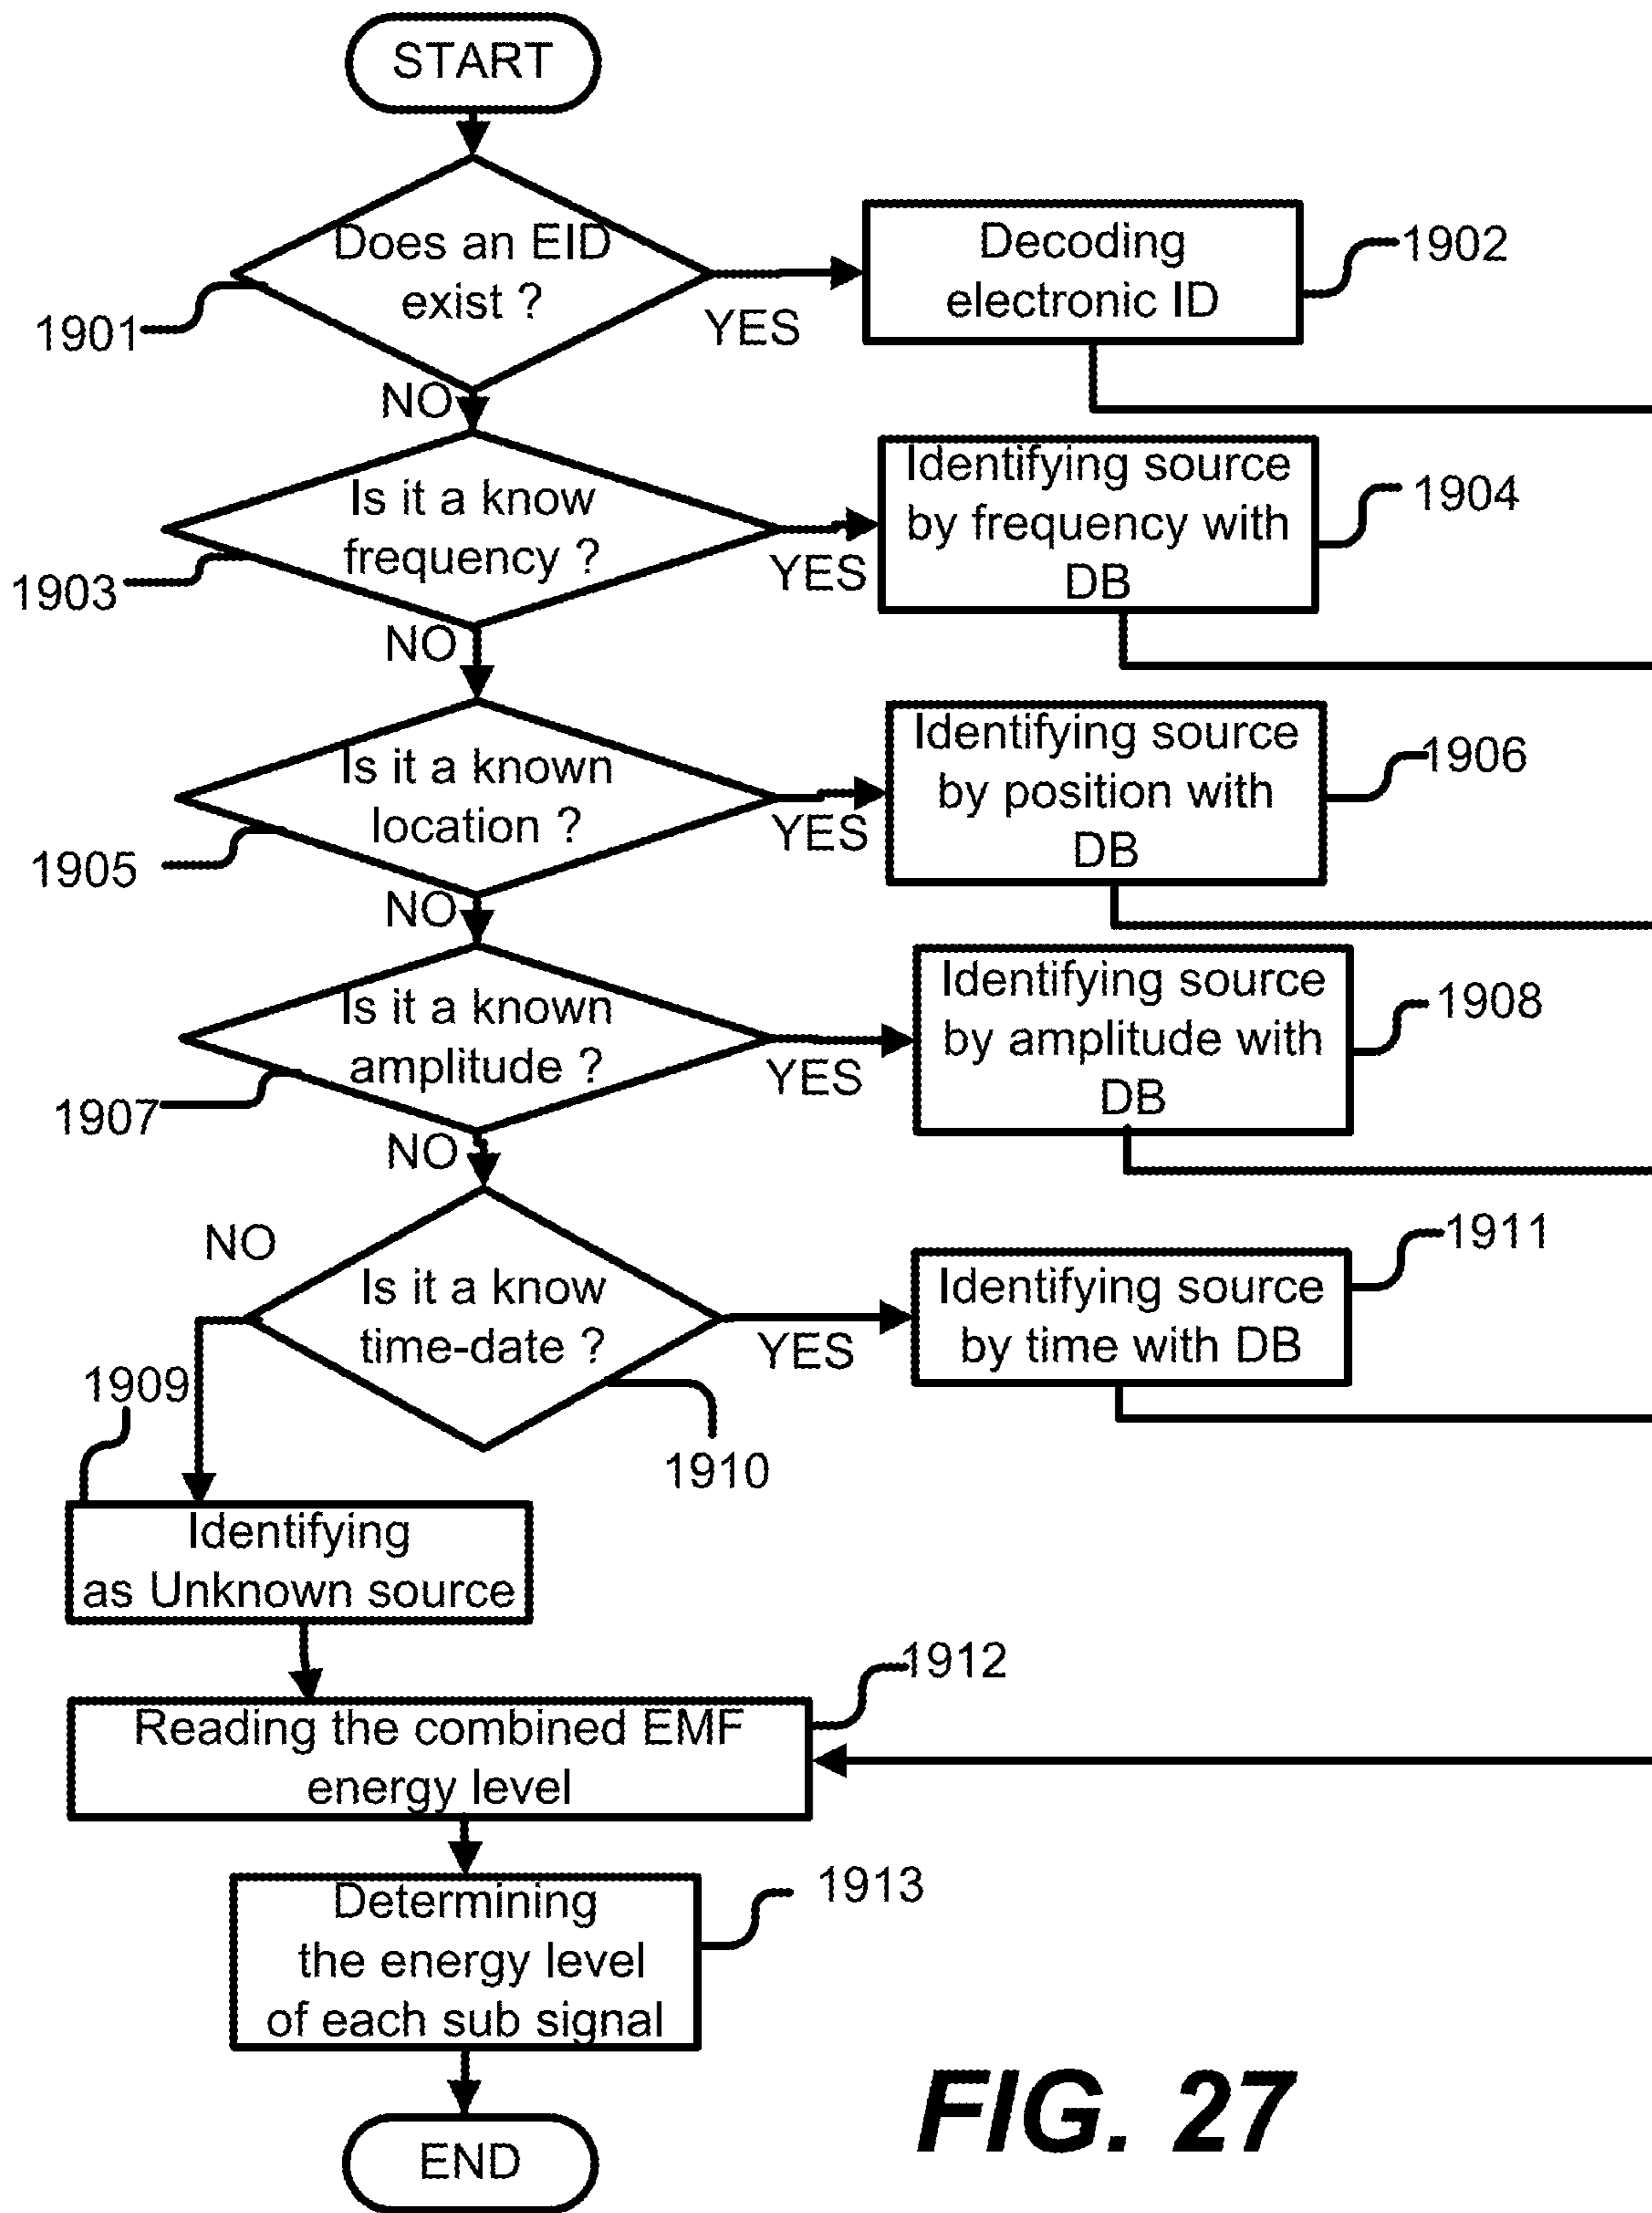 START
Does an EID
exist ?
1901
YES
Decoding
electronic ID
1902
NO
Is it a know
frequency ?
1903
YES
Identifying source
by frequency with
DB
1904
NO
Is it a known
location ?
1905
YES
Identifying source
by position with
DB
1906
NO
Is it a known
amplitude ?
1907
YES
Identifying source
by amplitude with
DB
1908
NO
Is it a know
time-date ?
1910
YES
Identifying source
by time with DB
1911
NO
1909
Identifying
as Unknown source
Reading the combined EMF
energy level
1912
Determining
the energy level
of each sub signal
1913
END
FIG. 27